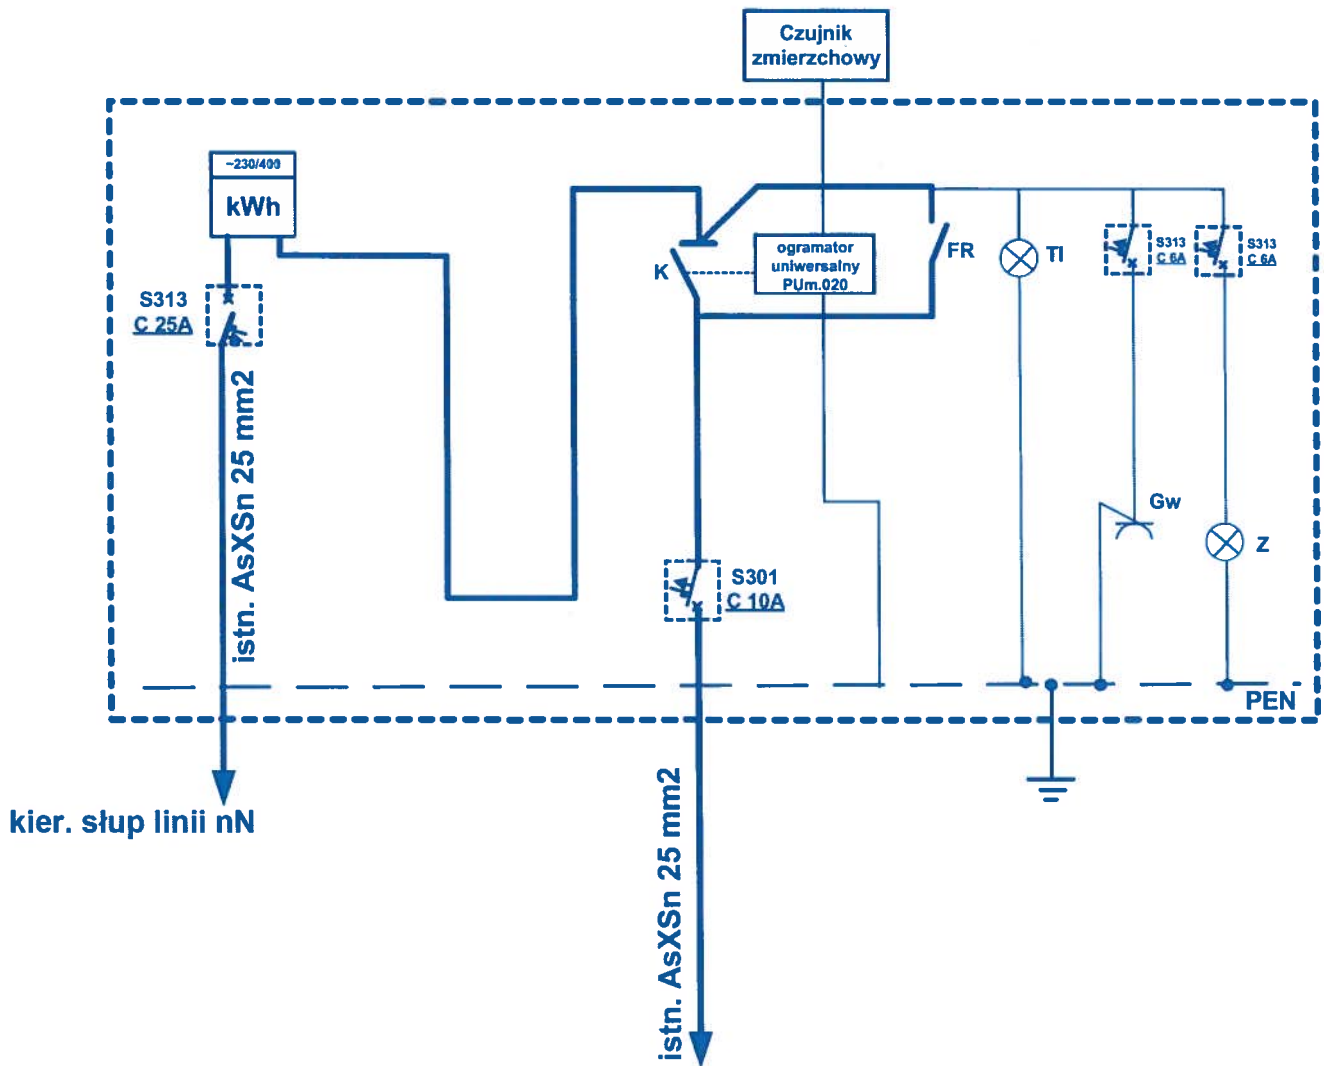 Czujnik
zmierzchowy
~230/400
kWh
S313
C 25A
istn. AsXSn 25 mm2
K
ogramator
uniwersalny
PUm.020
FR
TI
S313
C 6A
S313
C 6A
Gw
Z
S301
C 10A
PEN
kier. słup linii nN
istn. AsXSn 25 mm2